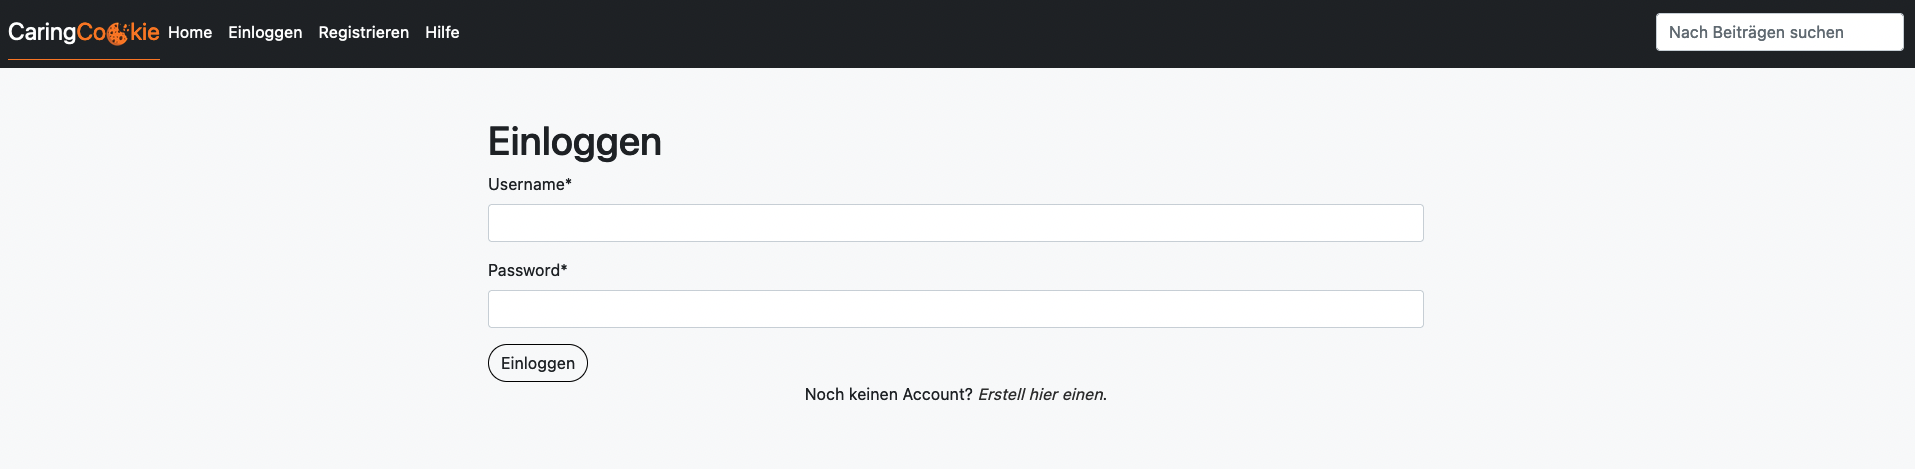 CaringCookie Home Einloggen Registrieren Hilfe Nach Beiträgen suchen
Einloggen
Username*
Password*
Einloggen
Noch keinen Account? Erstell hier einen.